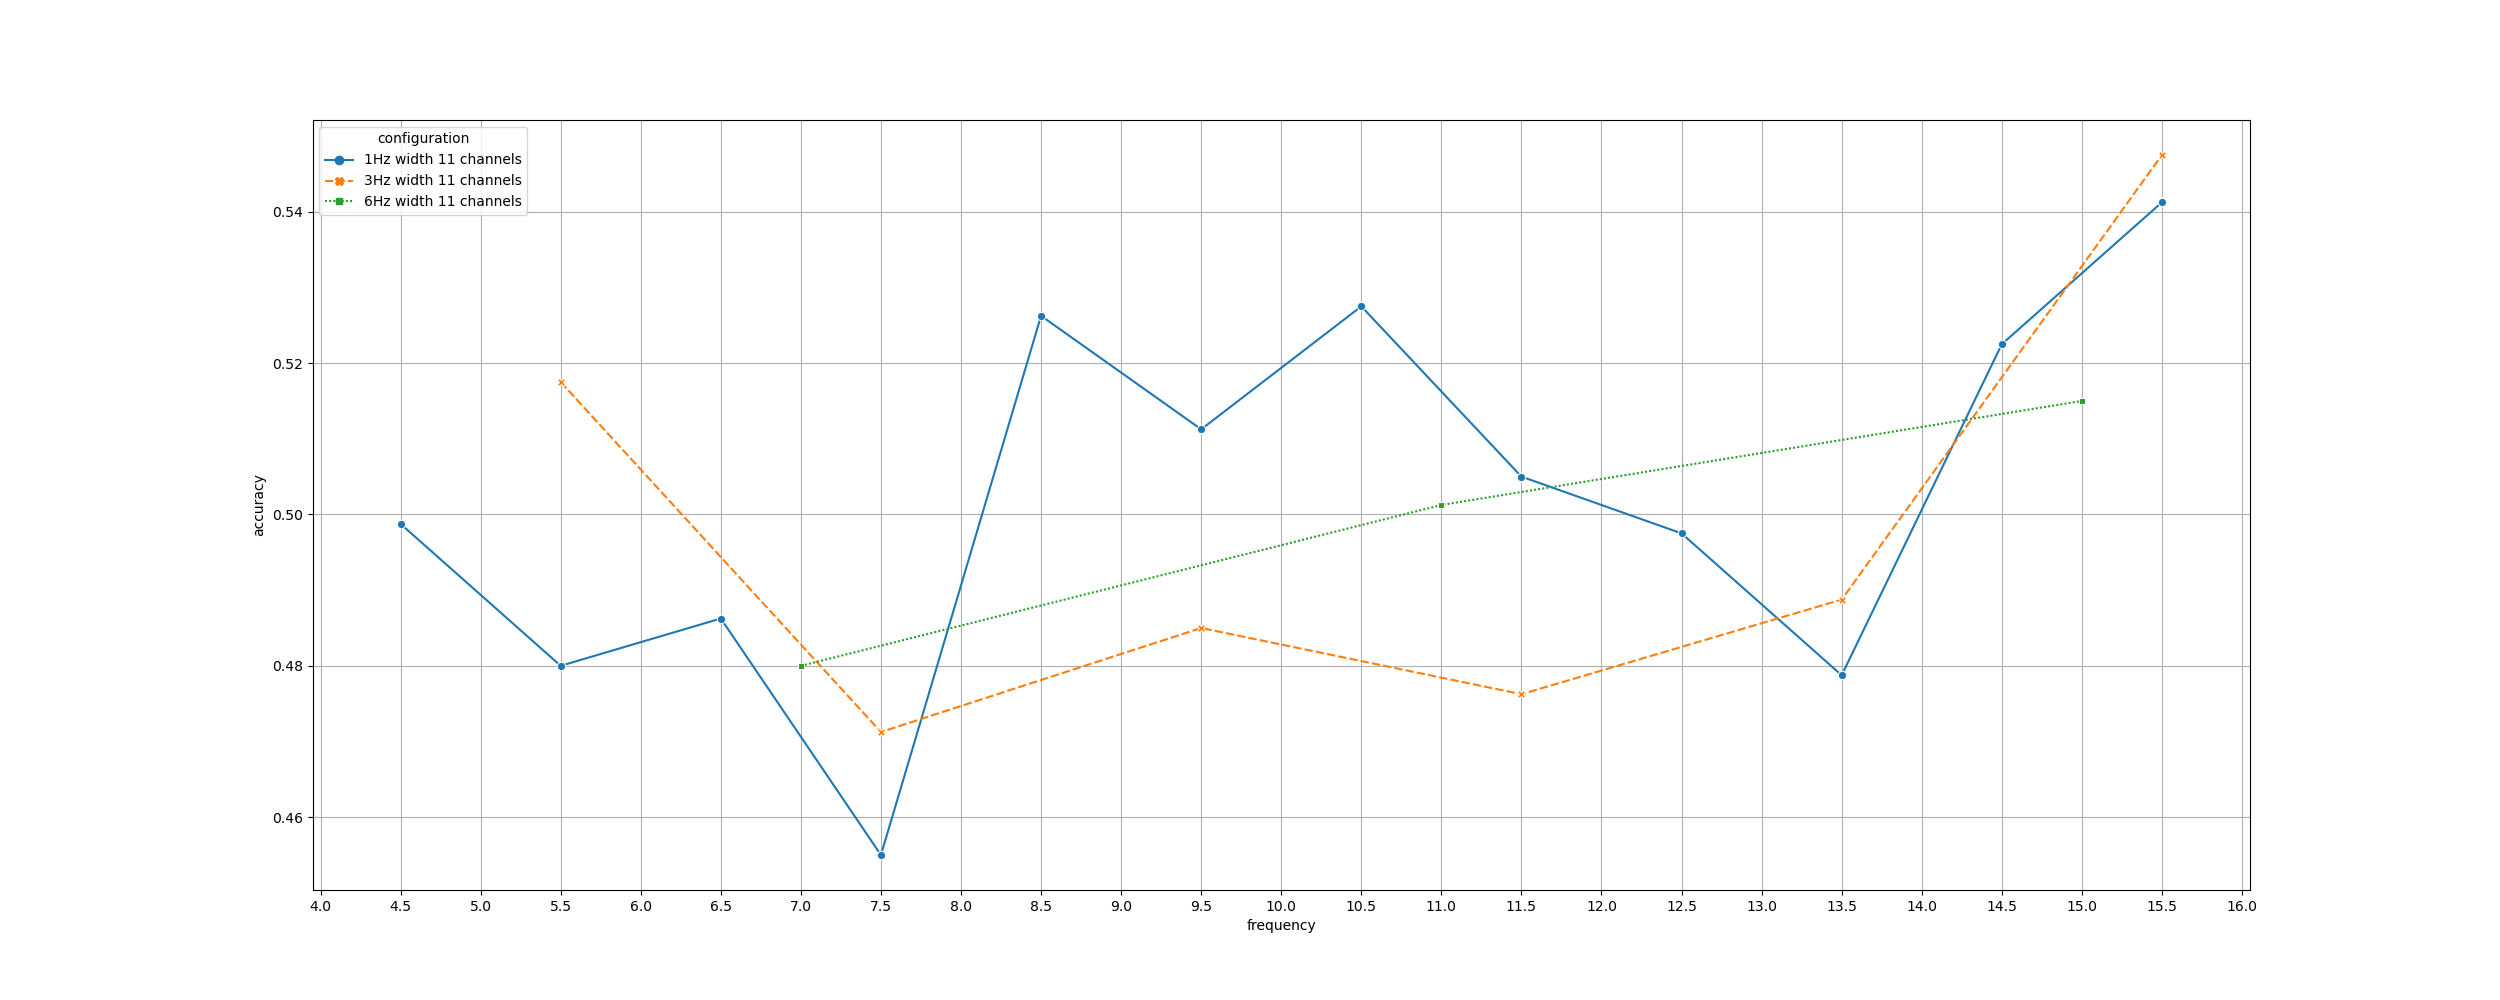 configuration
1Hz width 11 channels
3Hz width 11 channels
6Hz width 11 channels
0.54
0.52
0.50
0.48
0.46
accuracy
4.0 4.5 5.0 5.5 6.0 6.5 7.0 7.5 8.0 8.5 9.0 9.5 10.0 10.5 11.0 11.5 12.0 12.5 13.0 13.5 14.0 14.5 15.0 15.5 16.0
frequency